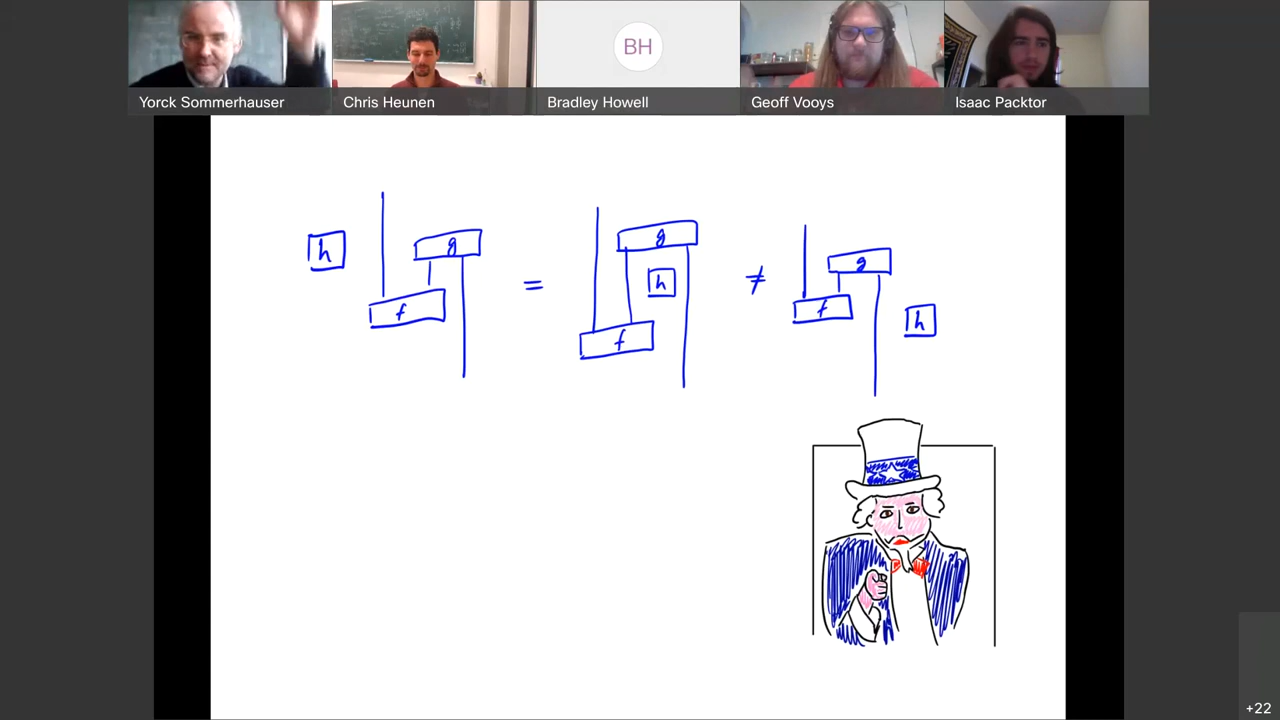 BH
Yorck Sommerhauser
Chris Heunen
Bradley Howell
Geoff Vooys
Isaac Packtor
h g f = g h f ≠ g f h
+22